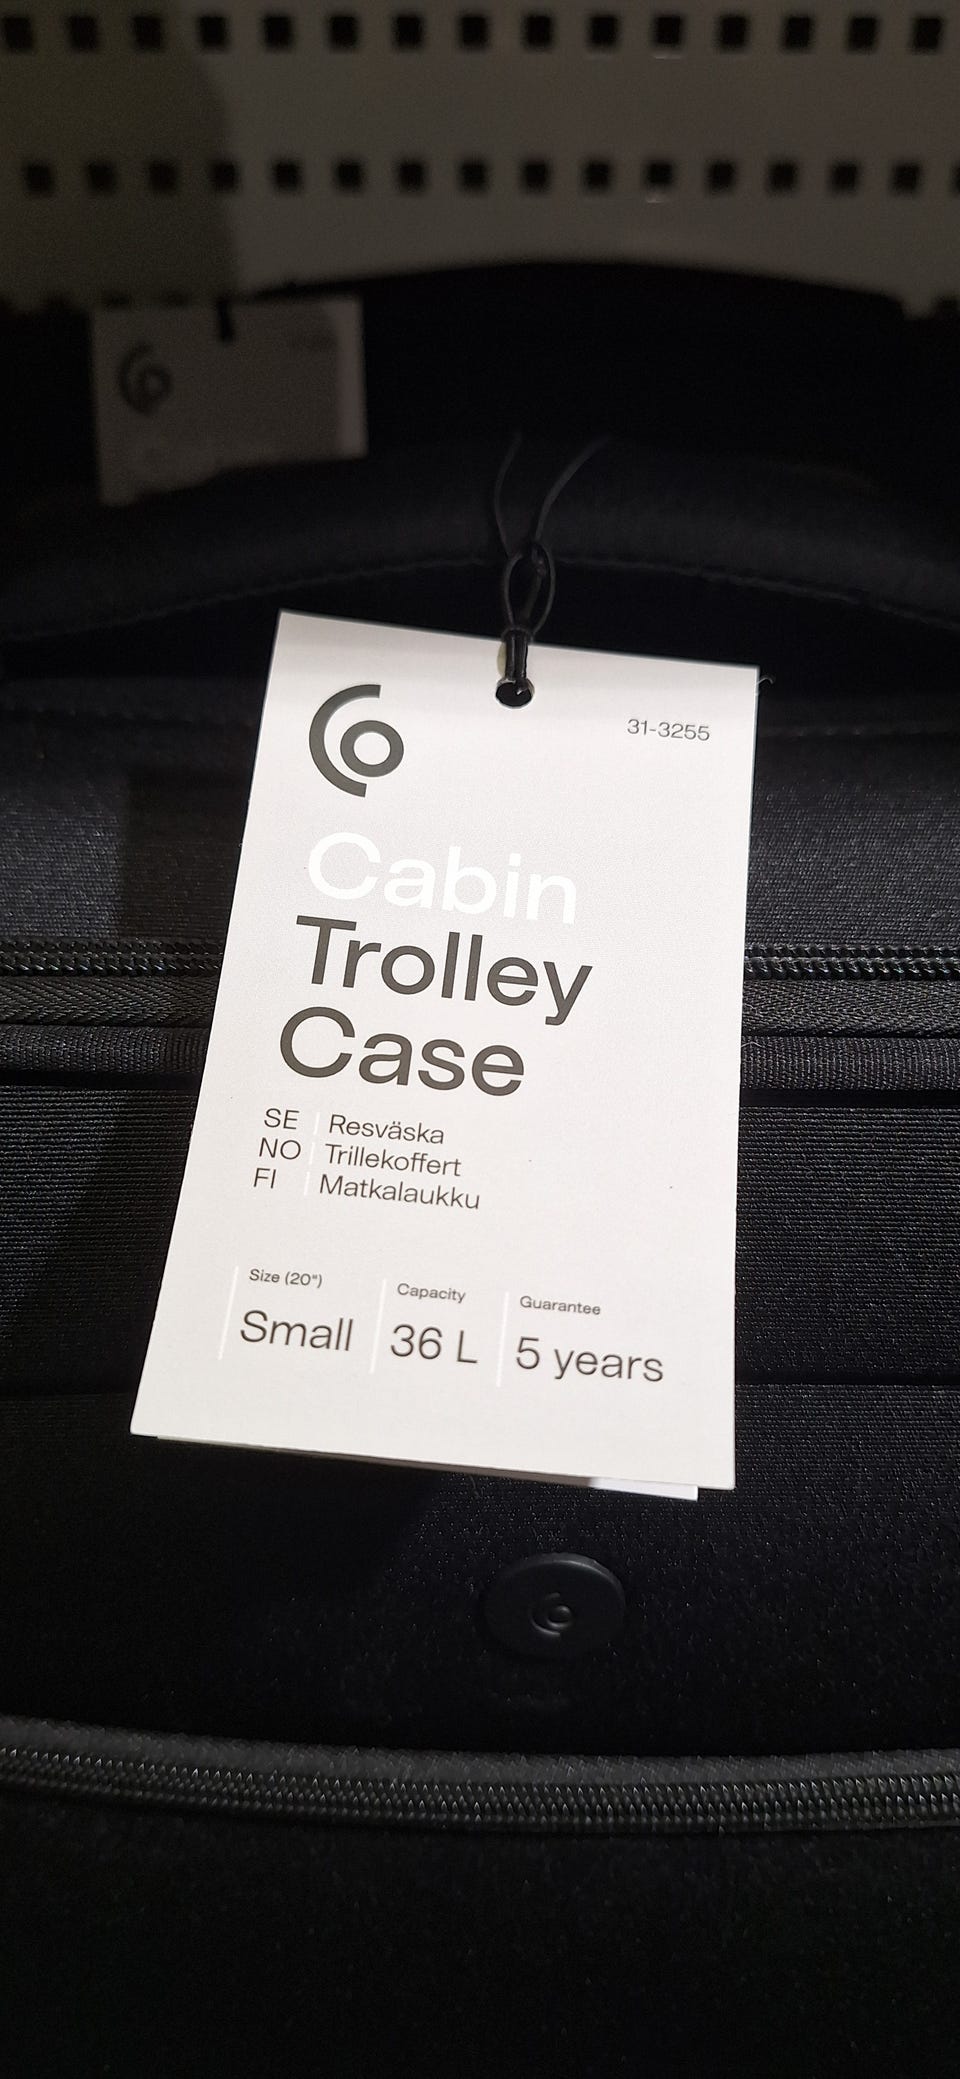 31-3255
Cabin
Trolley
Case
SE Resväska
NO Trillekoffert
FI Matkalaukku
Size (20") Capacity Guarantee
Small 36 L 5 years